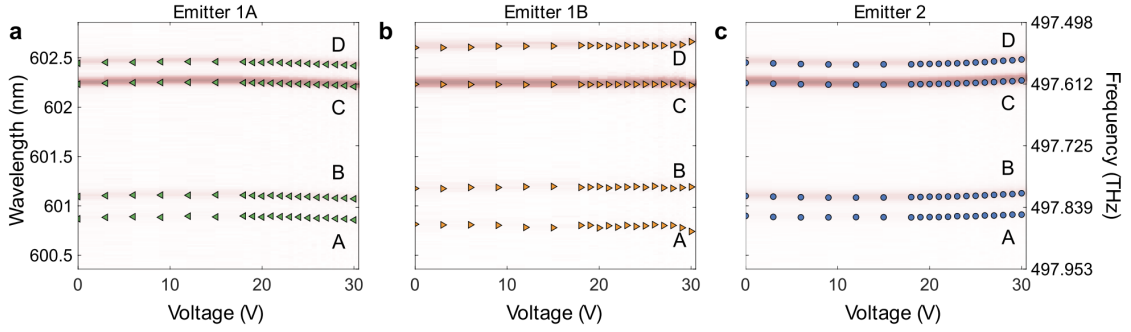 Emitter 1A
Emitter 1B
Emitter 2
a
b
c
Wavelength (nm)
602.5
602
601.5
601
600.5
D
C
B
A
D
C
B
A
D
C
B
A
497.498
497.612
497.725
497.839
497.953
Frequency (THz)
0
10
20
30
0
10
20
30
0
10
20
30
Voltage (V)
Voltage (V)
Voltage (V)